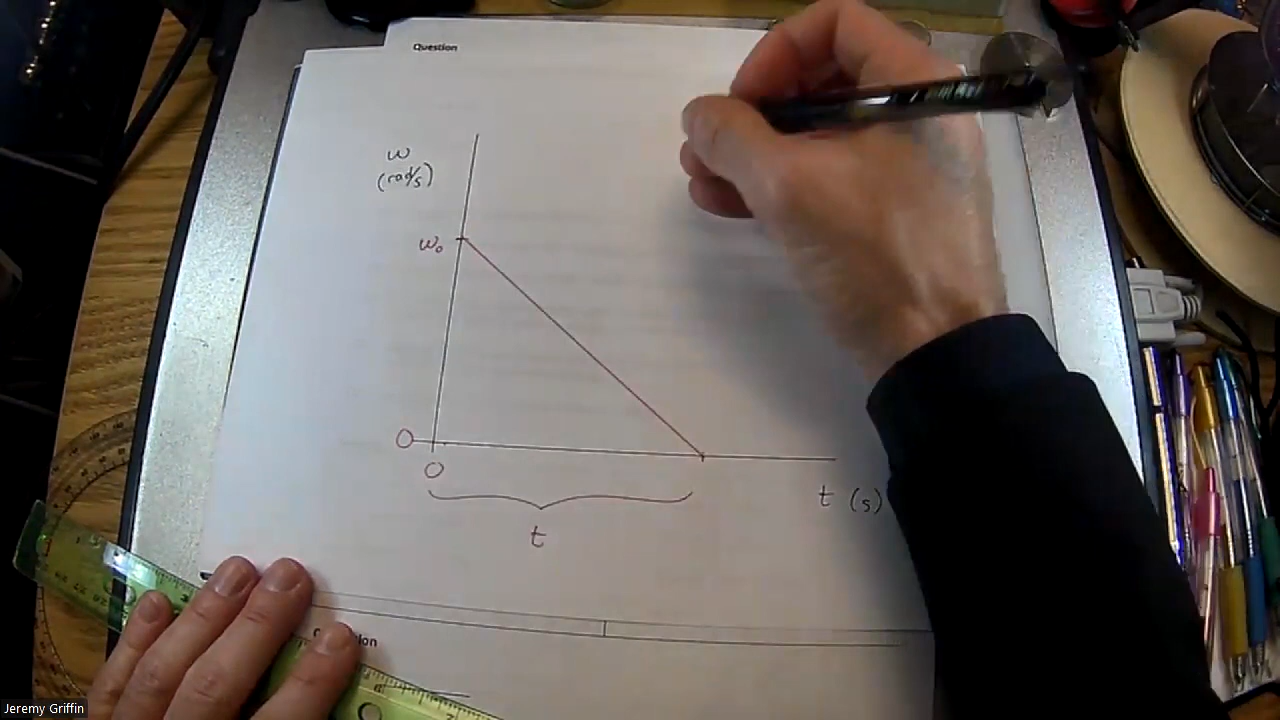 Question
ω
(rad/s)
ω₀
0
0
t (s)
t
Jeremy Griffin